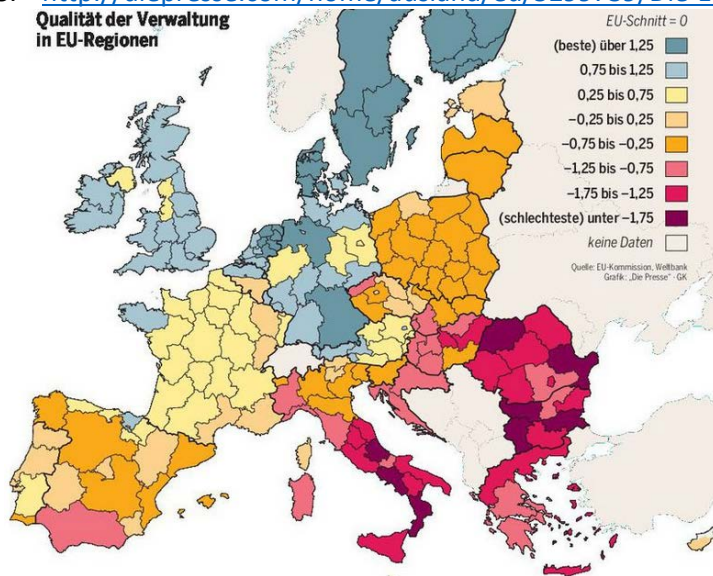 Qualität der Verwaltung
in EU-Regionen
EU-Schnitt = 0
(beste) über 1,25
0,75 bis 1,25
0,25 bis 0,75
−0,25 bis 0,25
−0,75 bis −0,25
−1,25 bis −0,75
−1,75 bis −1,25
(schlechteste) unter −1,75
keine Daten
Quelle: EU-Kommission, Weltbank
Grafik: „Die Presse“ · GK